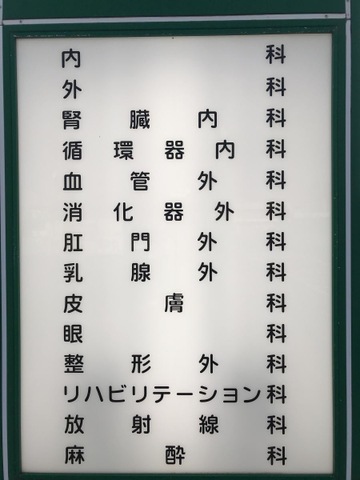 内科
外科
腎臓内科
循環器内科
血管外科
消化器外科
肛門外科
乳腺外科
皮膚科
眼科
整形外科
リハビリテーション科
放射線科
麻酔科